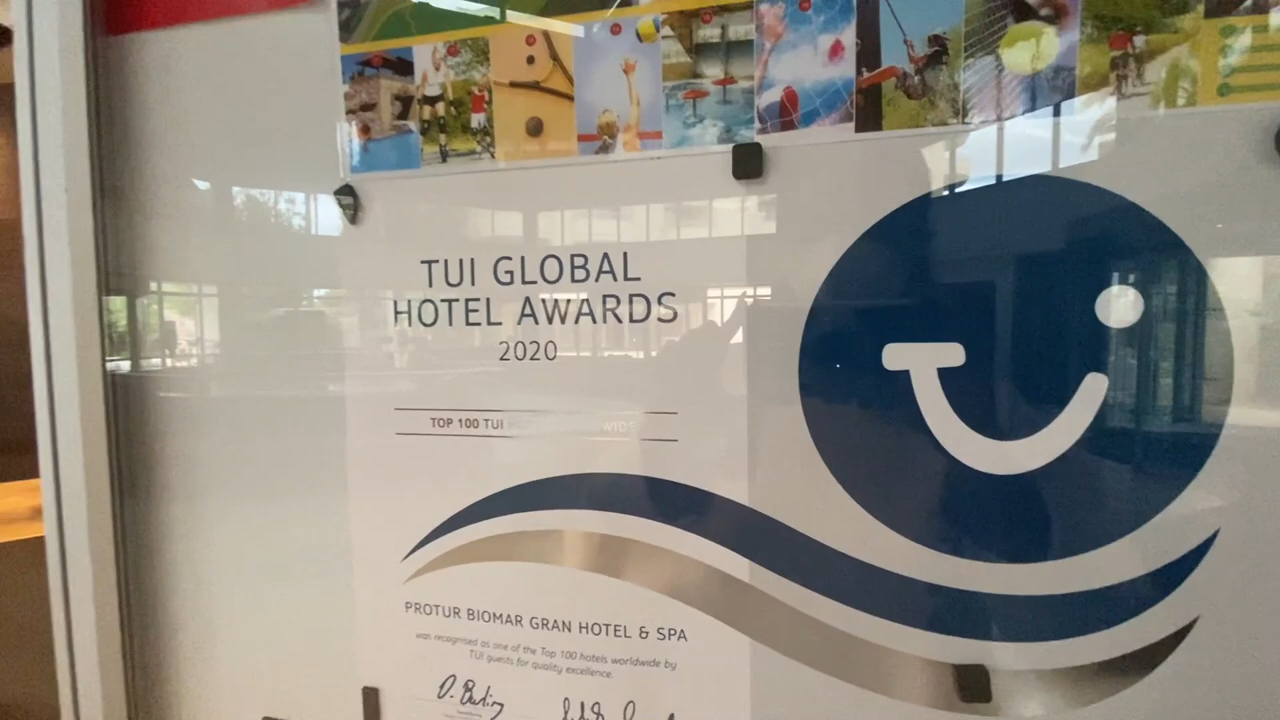 TUI GLOBAL
HOTEL AWARDS
2020
TOP 100 TUI WIDE
PROTUR BIOMAR GRAN HOTEL & SPA
was recognised as one of the Top 100 hotels worldwide by
TUI guests for quality excellence.